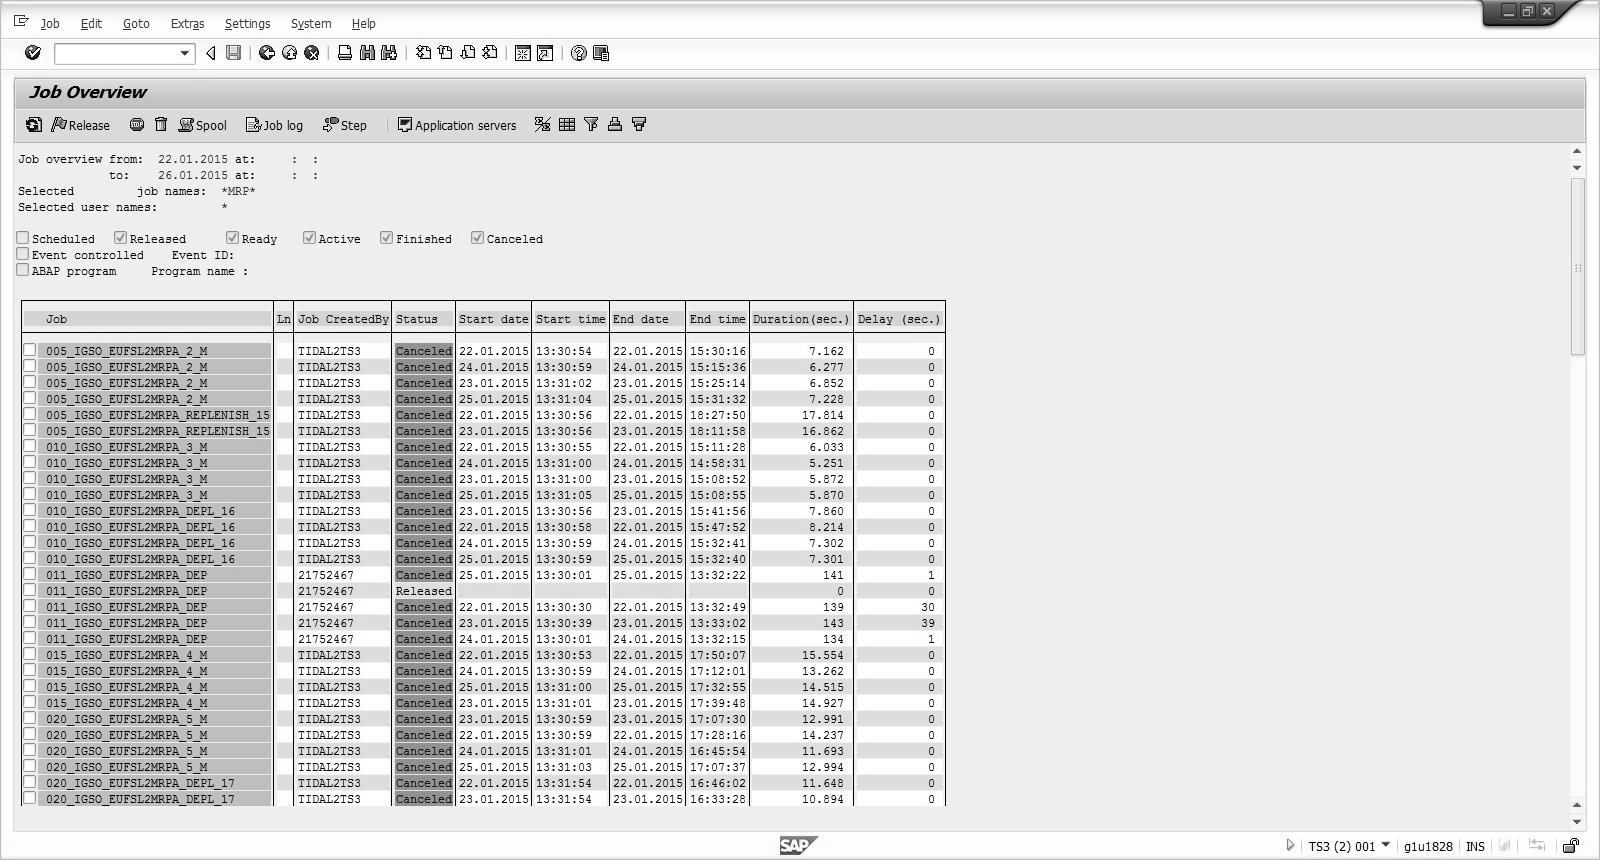 Job Edit Goto Extras Settings System Help
Job Overview
Release Spool Job log Step Application servers
Job overview from: 22.01.2015 at: : :
to: 26.01.2015 at: : :
Selected job names: *MRP*
Selected user names: *
Scheduled Released Ready Active Finished Canceled
Event controlled Event ID:
ABAP program Program name :
Job Ln Job CreatedBy Status Start date Start time End date End time Duration(sec.) Delay (sec.)
005_IGSO_EUFSL2MRPA_2_M TIDAL2TS3 Canceled 22.01.2015 13:30:54 22.01.2015 15:30:16 7.162 0
005_IGSO_EUFSL2MRPA_2_M TIDAL2TS3 Canceled 24.01.2015 13:30:59 24.01.2015 15:15:36 6.277 0
005_IGSO_EUFSL2MRPA_2_M TIDAL2TS3 Canceled 23.01.2015 13:31:02 23.01.2015 15:25:14 6.852 0
005_IGSO_EUFSL2MRPA_2_M TIDAL2TS3 Canceled 25.01.2015 13:31:04 25.01.2015 15:31:32 7.228 0
005_IGSO_EUFSL2MRPA_REPLENISH_15 TIDAL2TS3 Canceled 22.01.2015 13:30:56 22.01.2015 18:27:50 17.814 0
005_IGSO_EUFSL2MRPA_REPLENISH_15 TIDAL2TS3 Canceled 23.01.2015 13:30:56 23.01.2015 18:11:58 16.862 0
010_IGSO_EUFSL2MRPA_3_M TIDAL2TS3 Canceled 22.01.2015 13:30:55 22.01.2015 15:11:28 6.033 0
010_IGSO_EUFSL2MRPA_3_M TIDAL2TS3 Canceled 24.01.2015 13:31:00 24.01.2015 14:58:31 5.251 0
010_IGSO_EUFSL2MRPA_3_M TIDAL2TS3 Canceled 23.01.2015 13:31:00 23.01.2015 15:08:52 5.872 0
010_IGSO_EUFSL2MRPA_3_M TIDAL2TS3 Canceled 25.01.2015 13:31:05 25.01.2015 15:08:55 5.870 0
010_IGSO_EUFSL2MRPA_DEPL_16 TIDAL2TS3 Canceled 23.01.2015 13:30:56 23.01.2015 15:41:56 7.860 0
010_IGSO_EUFSL2MRPA_DEPL_16 TIDAL2TS3 Canceled 22.01.2015 13:30:58 22.01.2015 15:47:52 8.214 0
010_IGSO_EUFSL2MRPA_DEPL_16 TIDAL2TS3 Canceled 24.01.2015 13:30:59 24.01.2015 15:32:41 7.302 0
010_IGSO_EUFSL2MRPA_DEPL_16 TIDAL2TS3 Canceled 25.01.2015 13:30:59 25.01.2015 15:32:40 7.301 0
011_IGSO_EUFSL2MRPA_DEP 21752467 Canceled 25.01.2015 13:30:01 25.01.2015 13:32:22 141 1
011_IGSO_EUFSL2MRPA_DEP 21752467 Released 0 0
011_IGSO_EUFSL2MRPA_DEP 21752467 Canceled 22.01.2015 13:30:30 22.01.2015 13:32:49 139 30
011_IGSO_EUFSL2MRPA_DEP 21752467 Canceled 23.01.2015 13:30:39 23.01.2015 13:33:02 143 39
011_IGSO_EUFSL2MRPA_DEP 21752467 Canceled 24.01.2015 13:30:01 24.01.2015 13:32:15 134 1
015_IGSO_EUFSL2MRPA_4_M TIDAL2TS3 Canceled 22.01.2015 13:30:53 22.01.2015 17:50:07 15.554 0
015_IGSO_EUFSL2MRPA_4_M TIDAL2TS3 Canceled 24.01.2015 13:30:59 24.01.2015 17:12:01 13.262 0
015_IGSO_EUFSL2MRPA_4_M TIDAL2TS3 Canceled 25.01.2015 13:31:00 25.01.2015 17:32:55 14.515 0
015_IGSO_EUFSL2MRPA_4_M TIDAL2TS3 Canceled 23.01.2015 13:31:01 23.01.2015 17:39:48 14.927 0
020_IGSO_EUFSL2MRPA_5_M TIDAL2TS3 Canceled 23.01.2015 13:30:59 23.01.2015 17:07:30 12.991 0
020_IGSO_EUFSL2MRPA_5_M TIDAL2TS3 Canceled 22.01.2015 13:30:59 22.01.2015 17:28:16 14.237 0
020_IGSO_EUFSL2MRPA_5_M TIDAL2TS3 Canceled 24.01.2015 13:31:01 24.01.2015 16:45:54 11.693 0
020_IGSO_EUFSL2MRPA_5_M TIDAL2TS3 Canceled 25.01.2015 13:31:03 25.01.2015 17:07:37 12.994 0
020_IGSO_EUFSL2MRPA_DEPL_17 TIDAL2TS3 Canceled 22.01.2015 13:31:54 22.01.2015 16:46:02 11.648 0
020_IGSO_EUFSL2MRPA_DEPL_17 TIDAL2TS3 Canceled 23.01.2015 13:31:54 23.01.2015 16:33:28 10.894 0
SAP TS3 (2) 001 g1u1828 INS